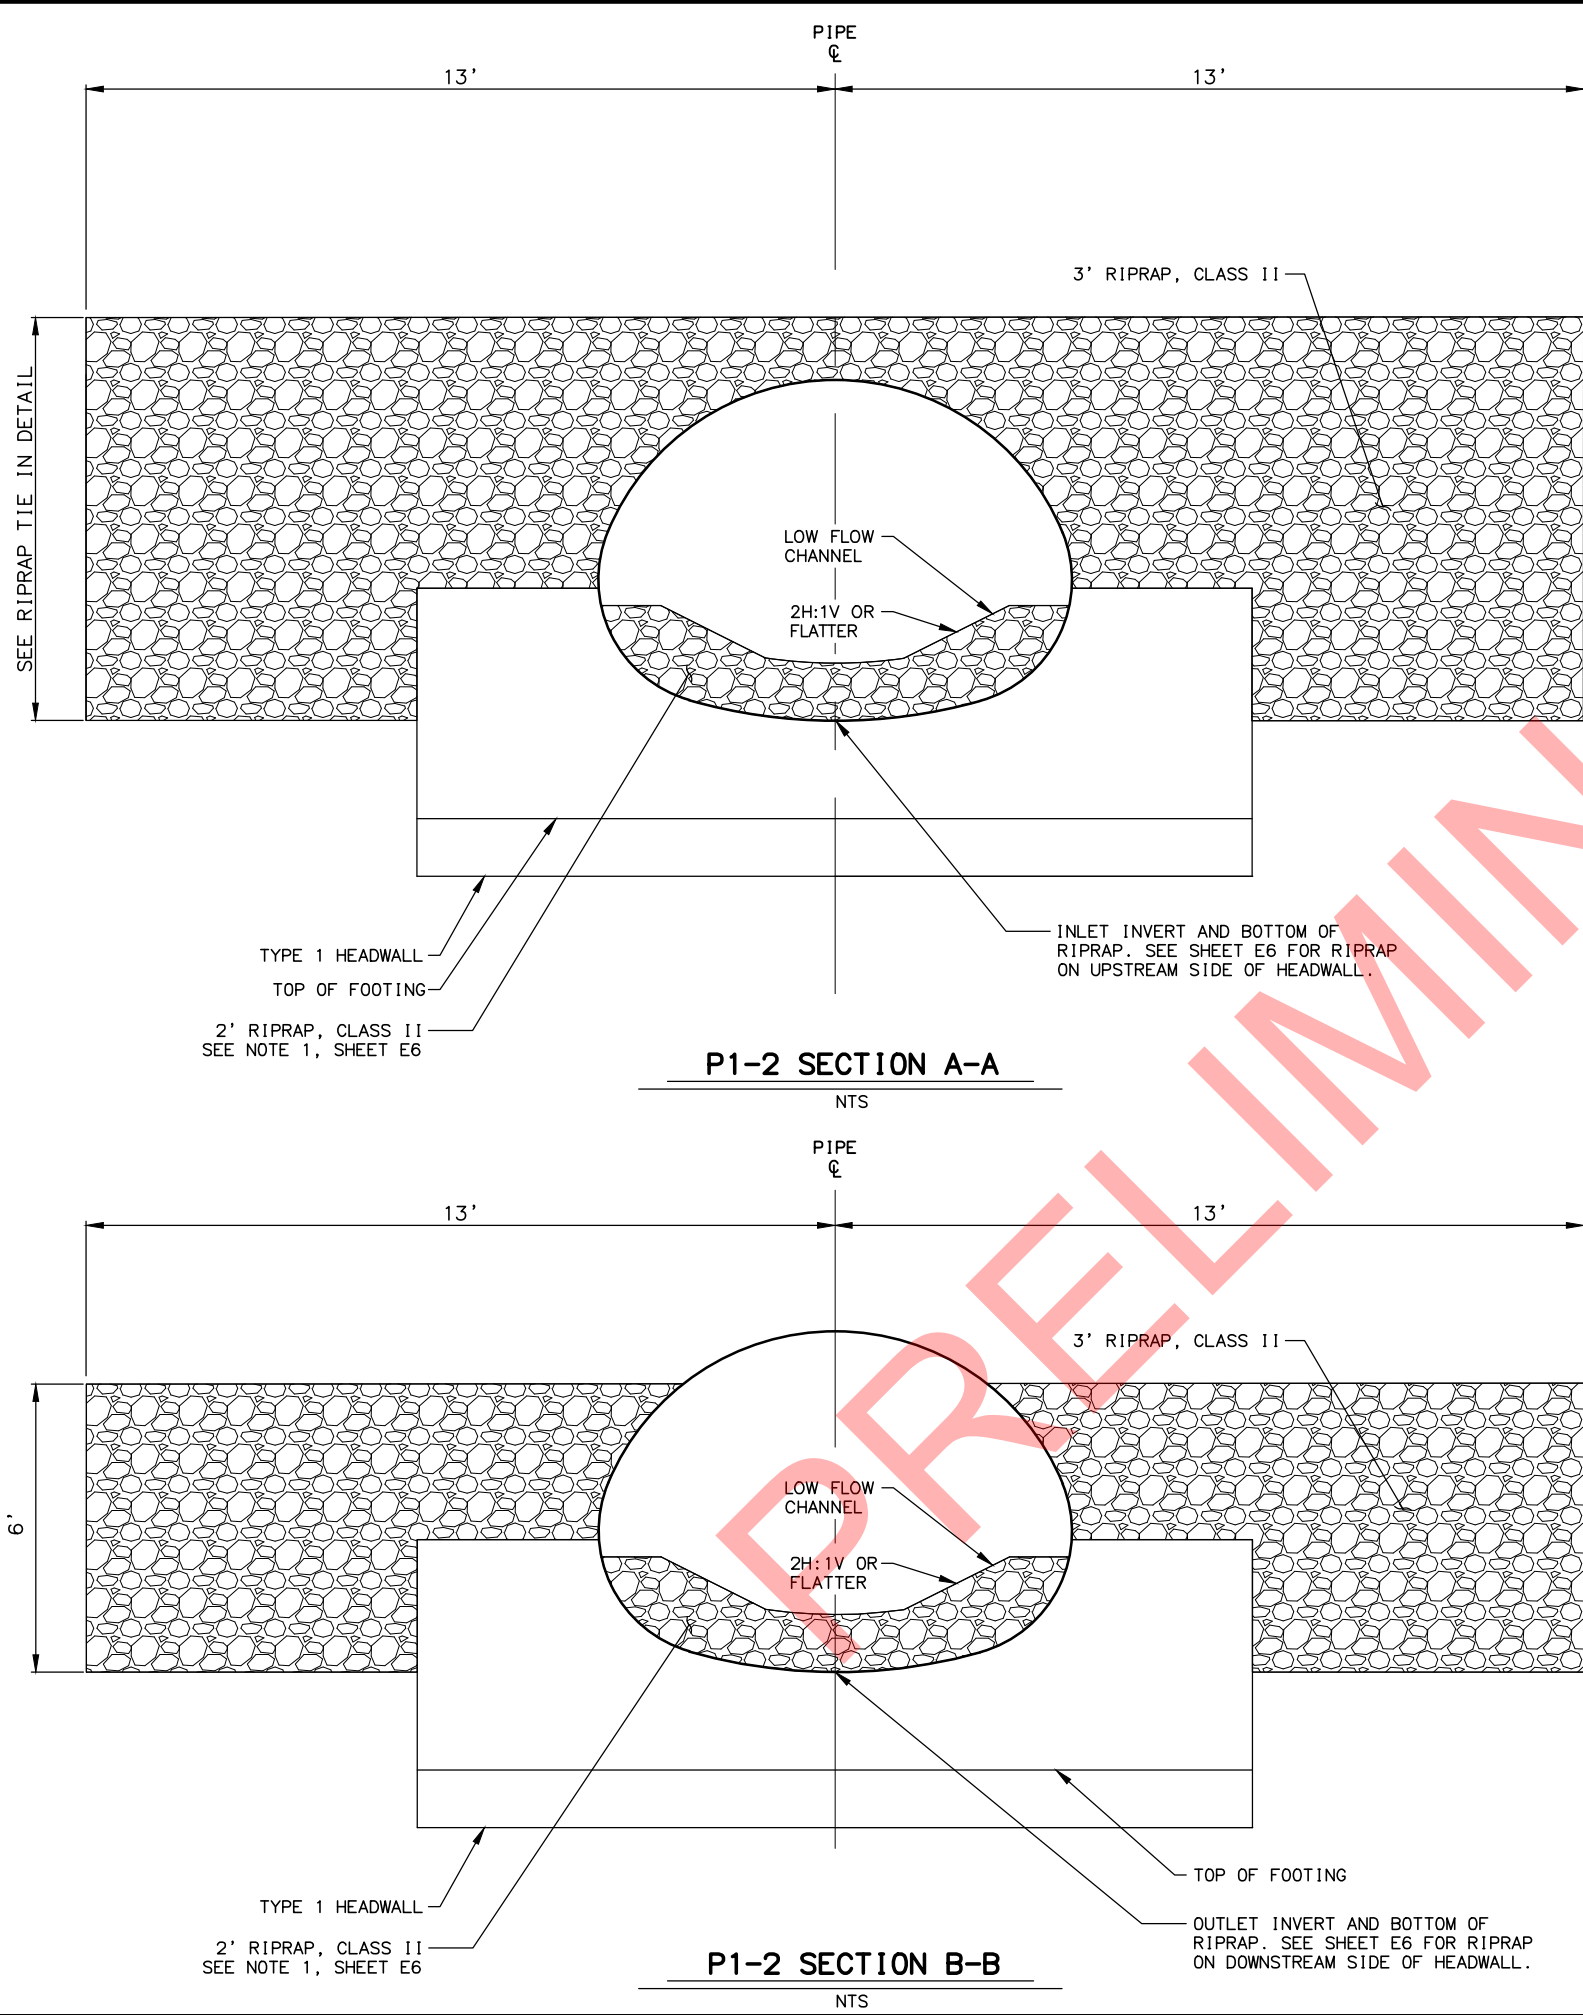 PIPE
℄
13'
13'
3' RIPRAP, CLASS II
SEE RIPRAP TIE IN DETAIL
LOW FLOW
CHANNEL
2H:1V OR
FLATTER
INLET INVERT AND BOTTOM OF
RIPRAP. SEE SHEET E6 FOR RIPRAP
ON UPSTREAM SIDE OF HEADWALL.
TYPE 1 HEADWALL
TOP OF FOOTING
2' RIPRAP, CLASS II
SEE NOTE 1, SHEET E6
P1-2 SECTION A-A
NTS
PIPE
℄
13'
13'
3' RIPRAP, CLASS II
6'
LOW FLOW
CHANNEL
2H:1V OR
FLATTER
TOP OF FOOTING
TYPE 1 HEADWALL
OUTLET INVERT AND BOTTOM OF
RIPRAP. SEE SHEET E6 FOR RIPRAP
ON DOWNSTREAM SIDE OF HEADWALL.
2' RIPRAP, CLASS II
SEE NOTE 1, SHEET E6
P1-2 SECTION B-B
NTS
PRELIMIN